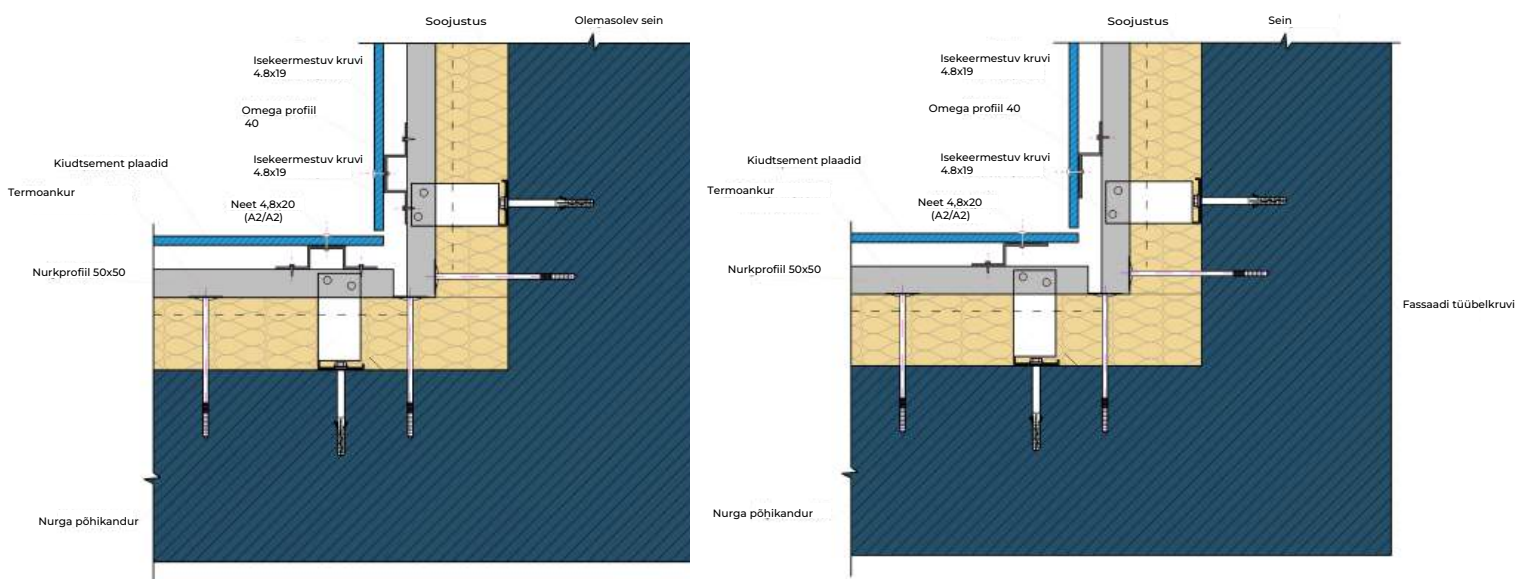 Soojustus
Olemasolev sein
Isekeermestuv kruvi
4.8x19
Omega profiil
40
Kiudtsement plaadid
Isekeermestuv kruvi
4.8x19
Termoankur
Neet 4,8x20
(A2/A2)
Nurkprofiil 50x50
Nurga põhikandur
Soojustus
Sein
Isekeermestuv kruvi
4.8x19
Omega profiil 40
Kiudtsement plaadid
Isekeermestuv kruvi
4.8x19
Termoankur
Neet 4,8x20
(A2/A2)
Nurkprofiil 50x50
Fassaadi tüübelkruvi
Nurga põhikandur